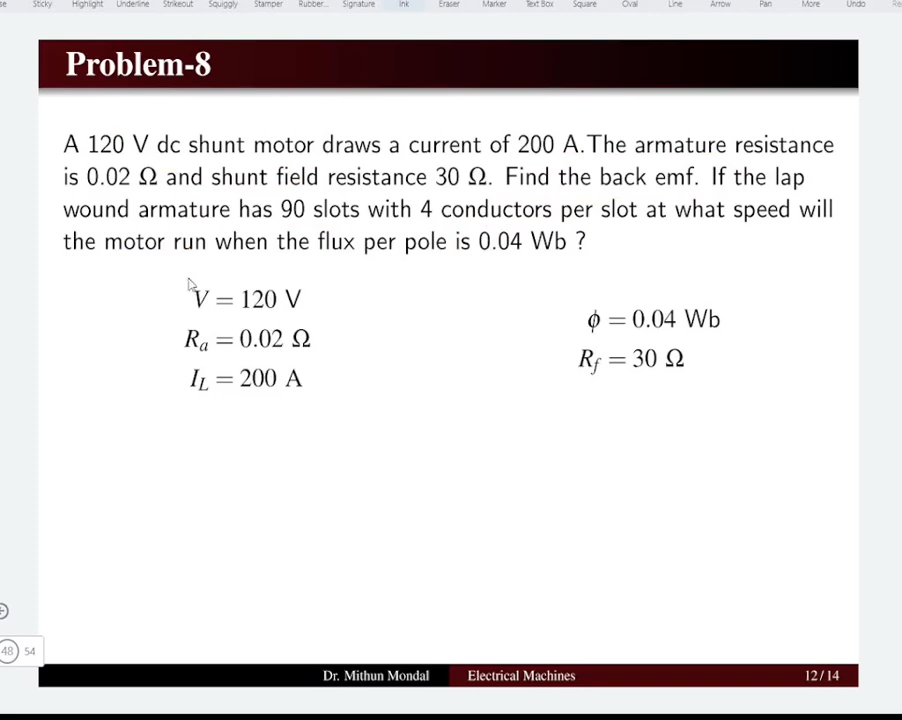 Sticky Highlight Underline Strikeout Squiggly Stamper Rubber... Signature Ink Eraser Marker Text Box Square Oval Line Arrow Pan More Undo
Problem-8
A 120 V dc shunt motor draws a current of 200 A.The armature resistance
is 0.02 Ω and shunt field resistance 30 Ω. Find the back emf. If the lap
wound armature has 90 slots with 4 conductors per slot at what speed will
the motor run when the flux per pole is 0.04 Wb ?
V = 120 V
R_a = 0.02 Ω
I_L = 200 A
ϕ = 0.04 Wb
R_f = 30 Ω
48 54
Dr. Mithun Mondal Electrical Machines 12/14